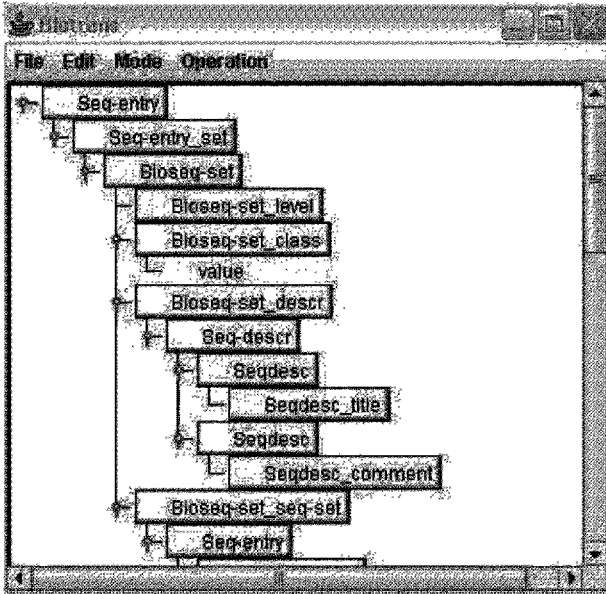 File Edit Mode Operation
Seq-entry
Seq-entry_set
Bioseq-set
Bioseq-set_level
Bioseq-set_class
value
Bioseq-set_descr
Seq-descr
Seqdesc
Seqdesc_title
Seqdesc
Seqdesc_comment
Bioseq-set_seq-set
Seq-entry